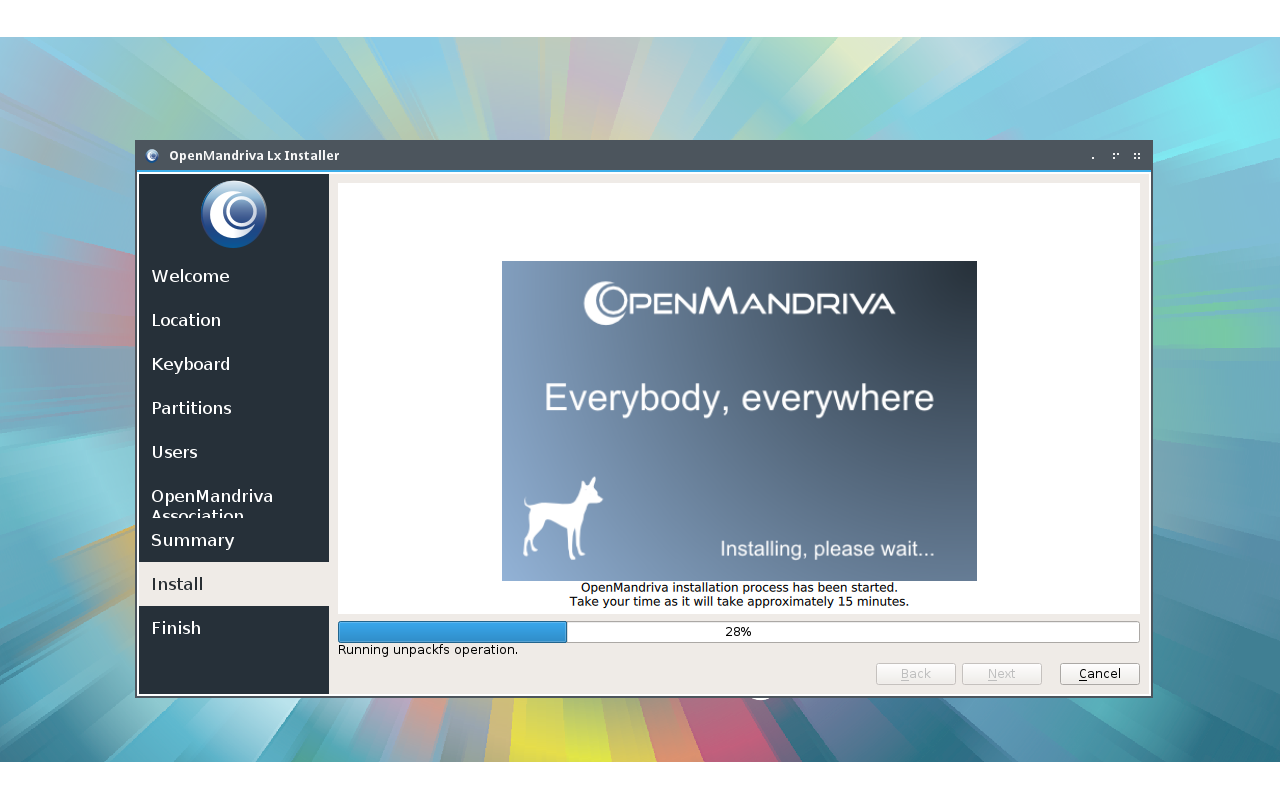 OpenMandriva Lx Installer
Welcome
Location
Keyboard
Partitions
Users
OpenMandriva
Association
Summary
Install
Finish
OPENMANDRIVA
Everybody, everywhere
Installing, please wait...
OpenMandriva installation process has been started.
Take your time as it will take approximately 15 minutes.
28%
Running unpackfs operation.
Back
Next
Cancel